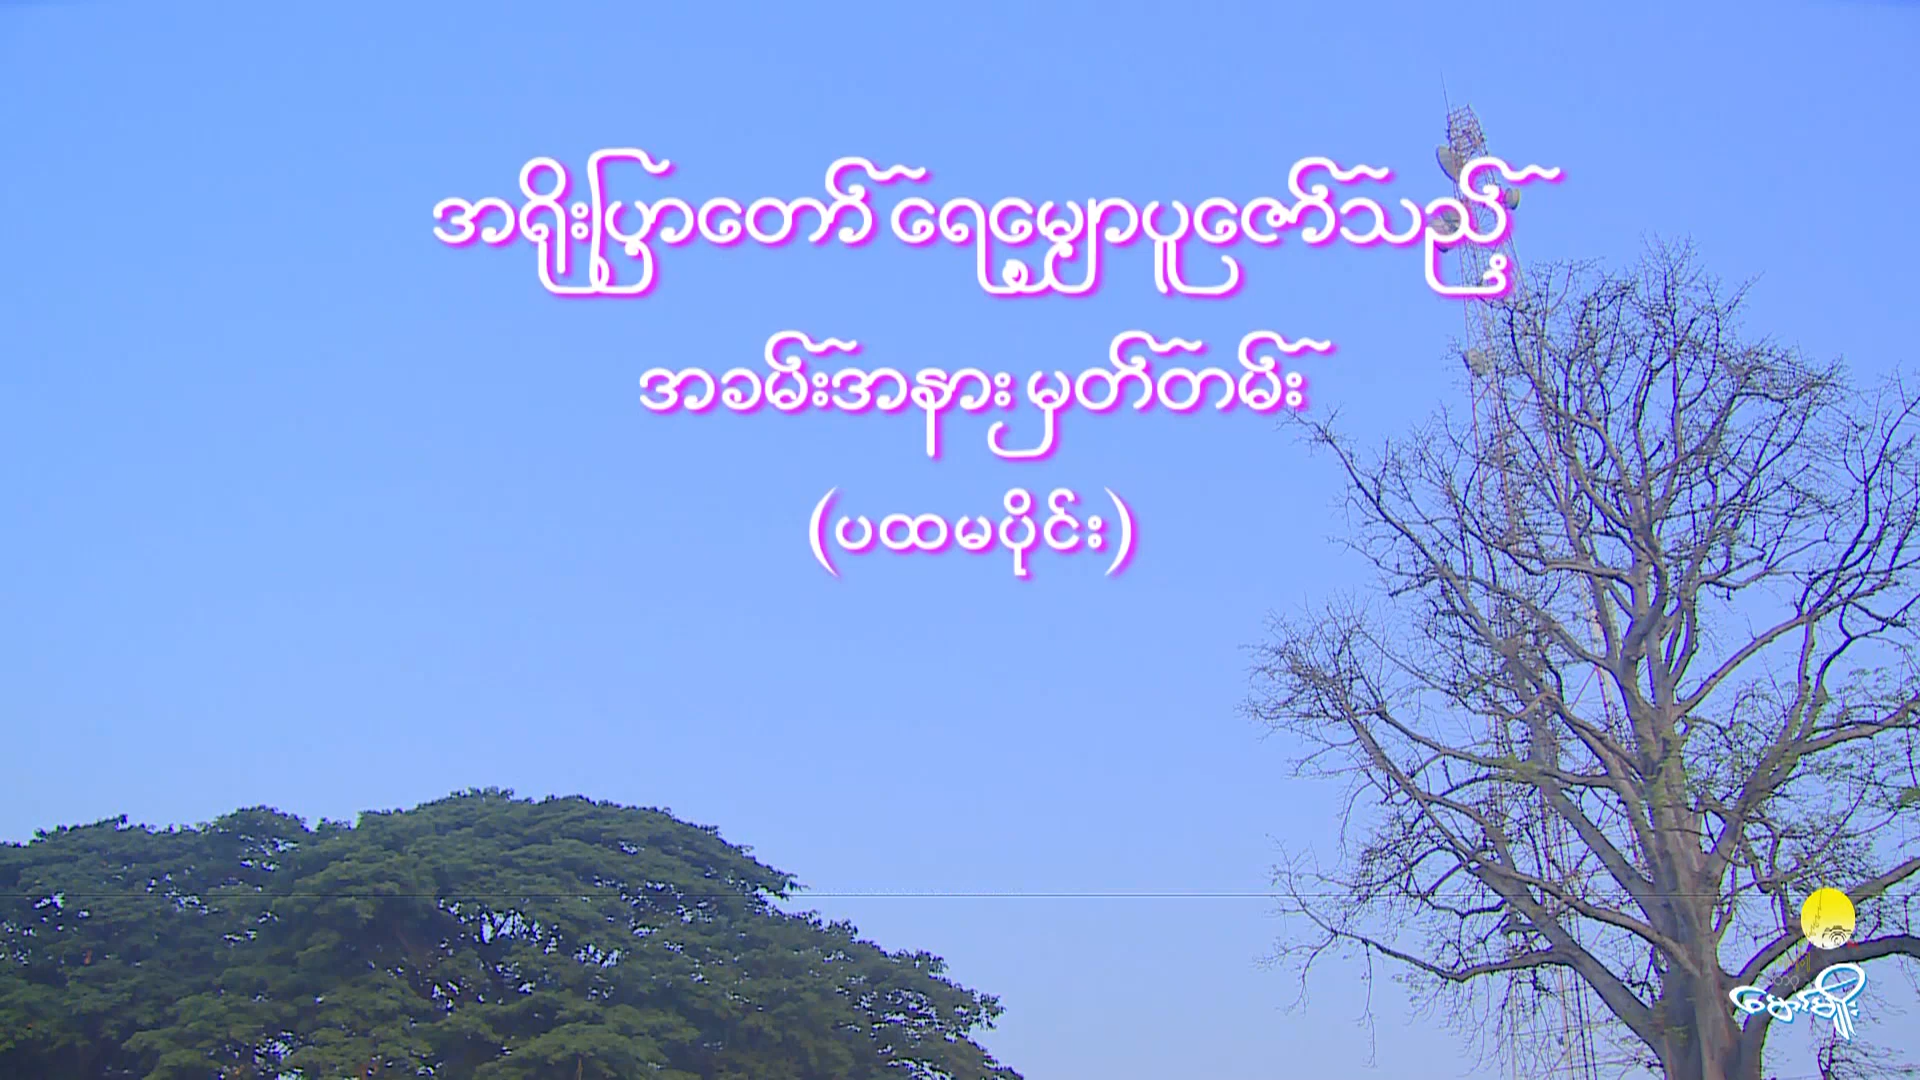 အရိုးပြာတော် ရေမျှောပူဇော်သည့်
အခမ်းအနား မှတ်တမ်း
(ပထမပိုင်း)